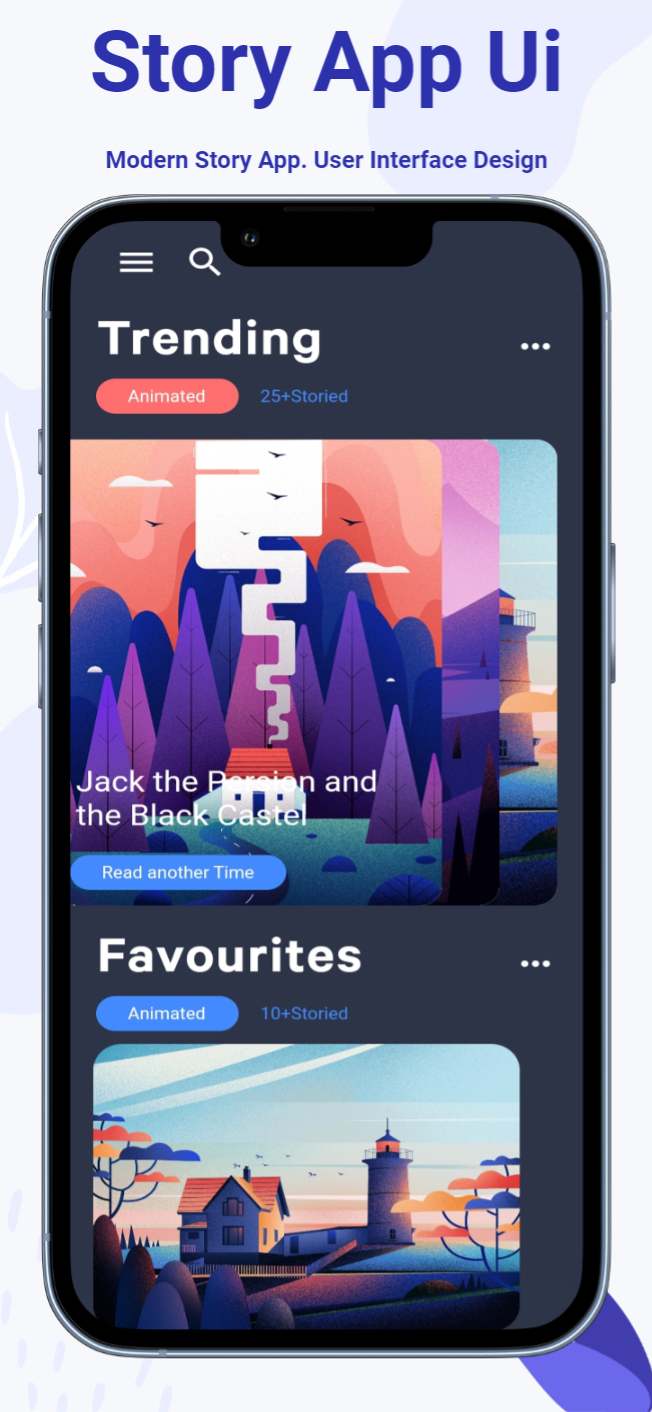 Story App Ui
Modern Story App. User Interface Design
Trending
Animated 25+Storied
Jack the Persion and
the Black Castel
Read another Time
Favourites
Animated 10+Storied